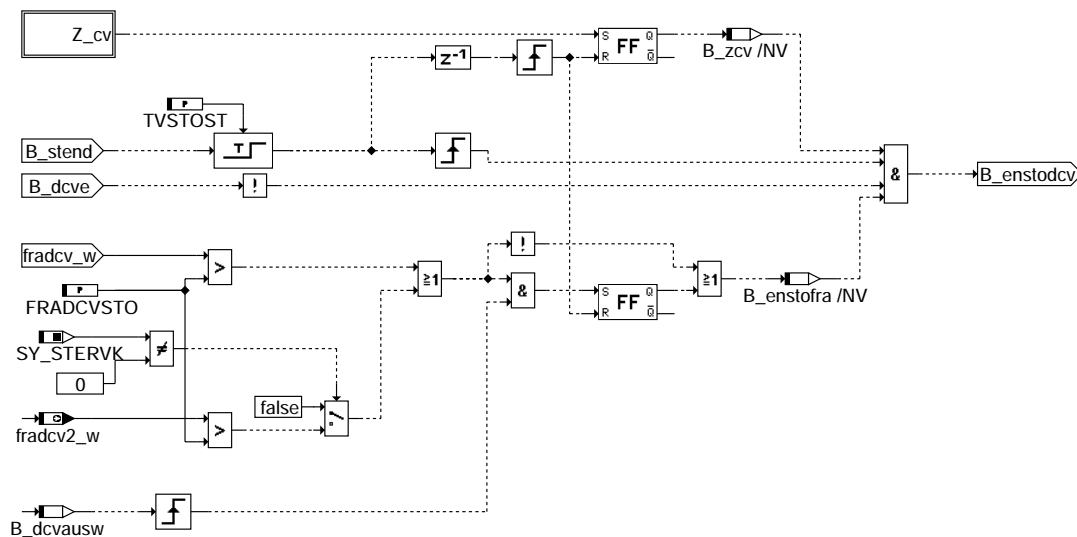 Z_cv
S Q
FF
R Q̅
B_zcv /NV
z-1
P
TVSTOST
B_stend
T
B_dcve
!
&
B_enstodcv
fradcv_w
>
P
FRADCVSTO
≧1
!
&
S Q
FF
R Q̅
≧1
B_enstofra /NV
SY_STERVK
≠
0
false
fradcv2_w
>
B_dcvausw